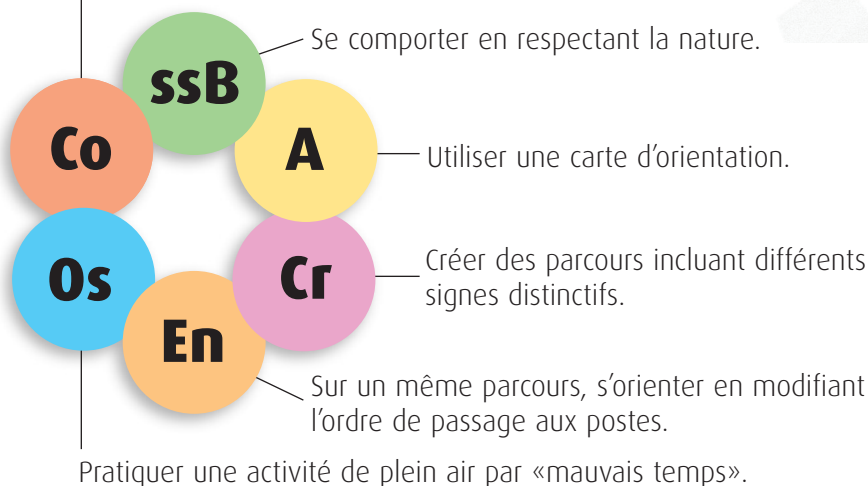 Se comporter en respectant la nature.
ssB
Co
A
Utiliser une carte d’orientation.
Os
Cr
Créer des parcours incluant différents
signes distinctifs.
En
Sur un même parcours, s’orienter en modifiant
l’ordre de passage aux postes.
Pratiquer une activité de plein air par «mauvais temps».